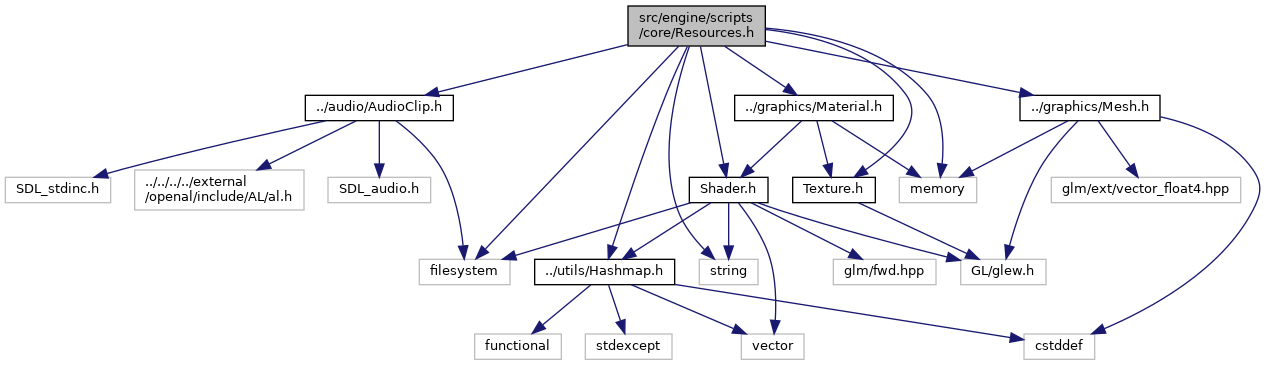 src/engine/scripts
/core/Resources.h
../audio/AudioClip.h
../graphics/Material.h
../graphics/Mesh.h
SDL_stdinc.h
../../../../external
/openal/include/AL/al.h
SDL_audio.h
Shader.h
Texture.h
memory
glm/ext/vector_float4.hpp
filesystem
../utils/Hashmap.h
string
glm/fwd.hpp
GL/glew.h
functional
stdexcept
vector
cstddef